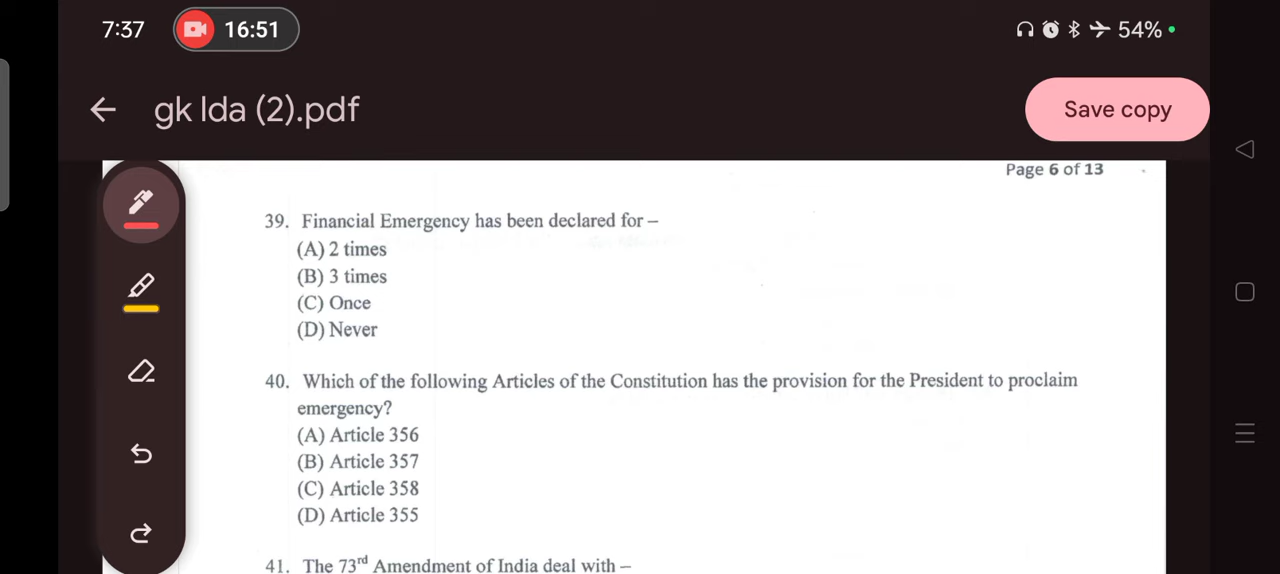 7:37
16:51
54%
gk lda (2).pdf
Save copy
Page 6 of 13
39. Financial Emergency has been declared for –
(A) 2 times
(B) 3 times
(C) Once
(D) Never
40. Which of the following Articles of the Constitution has the provision for the President to proclaim
emergency?
(A) Article 356
(B) Article 357
(C) Article 358
(D) Article 355
41. The 73rd Amendment of India deal with –